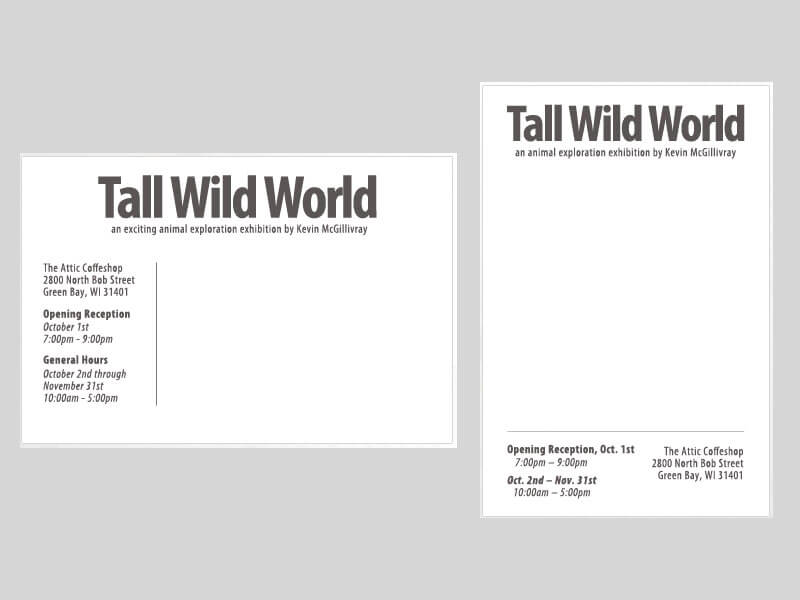 Tall Wild World
an exciting animal exploration exhibition by Kevin McGillivray
The Attic Coffeshop
2800 North Bob Street
Green Bay, WI 31401
Opening Reception
October 1st
7:00pm - 9:00pm
General Hours
October 2nd through
November 31st
10:00am - 5:00pm
Tall Wild World
an animal exploration exhibition by Kevin McGillivray
Opening Reception, Oct. 1st
7:00pm – 9:00pm
Oct. 2nd – Nov. 31st
10:00am – 5:00pm
The Attic Coffeshop
2800 North Bob Street
Green Bay, WI 31401